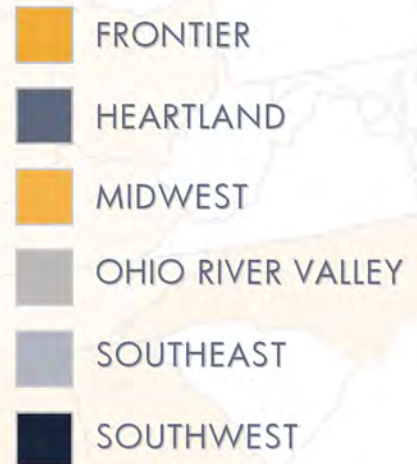 FRONTIER
HEARTLAND
MIDWEST
OHIO RIVER VALLEY
SOUTHEAST
SOUTHWEST